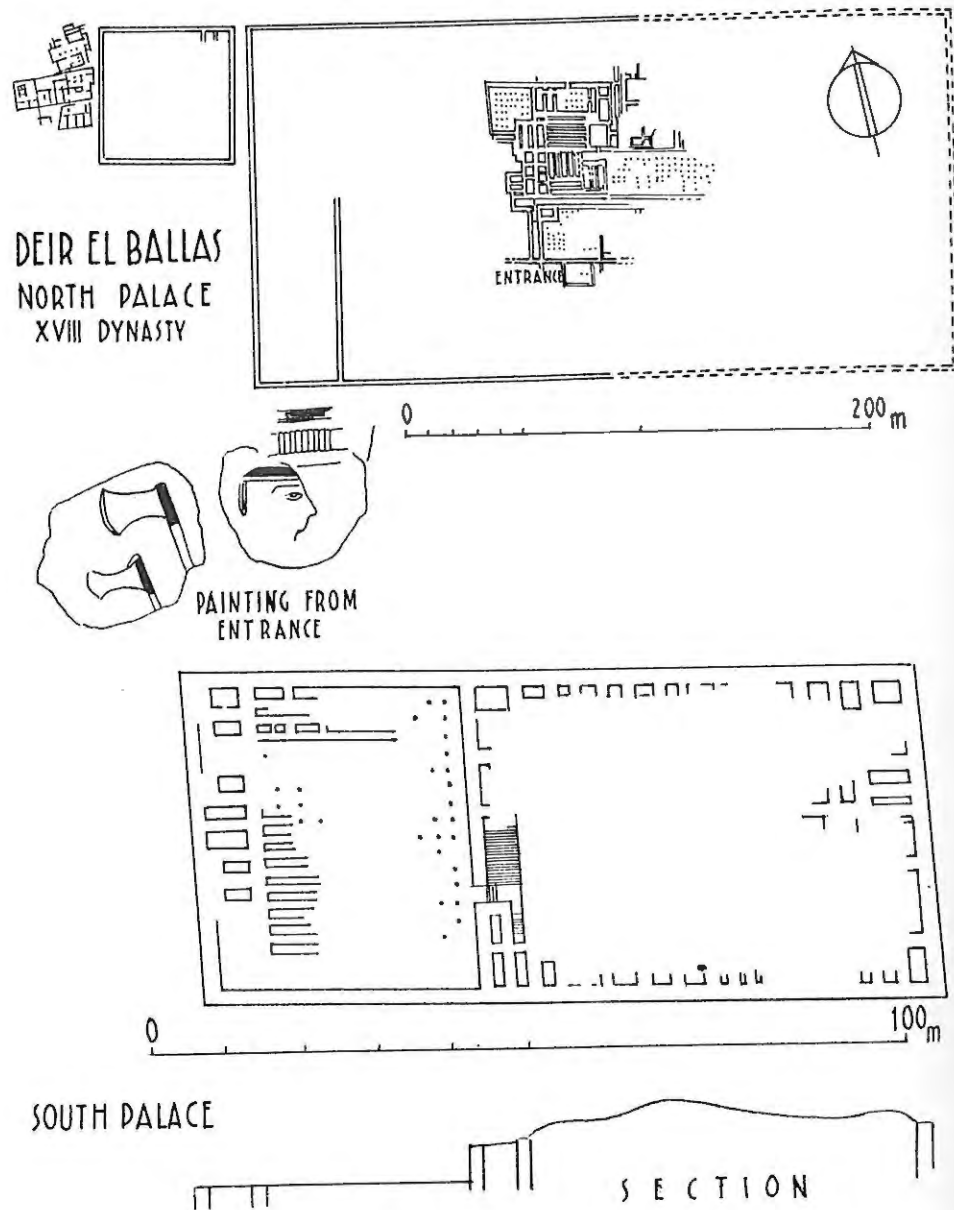 DEIR EL BALLAS
NORTH PALACE
XVIII DYNASTY
ENTRANCE
0 200 m
PAINTING FROM
ENTRANCE
0 100 m
SOUTH PALACE
SECTION